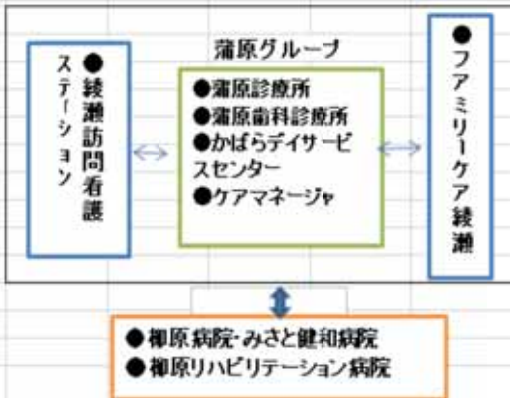 蒲原グループ
●綾瀬訪問看護
ステーション
●蒲原診療所
●蒲原歯科診療所
●かばらデイサービ
スセンター
●ケアマネージャ
●ファミリーケア綾瀬
●柳原病院・みさと健和病院
●柳原リハビリテーション病院